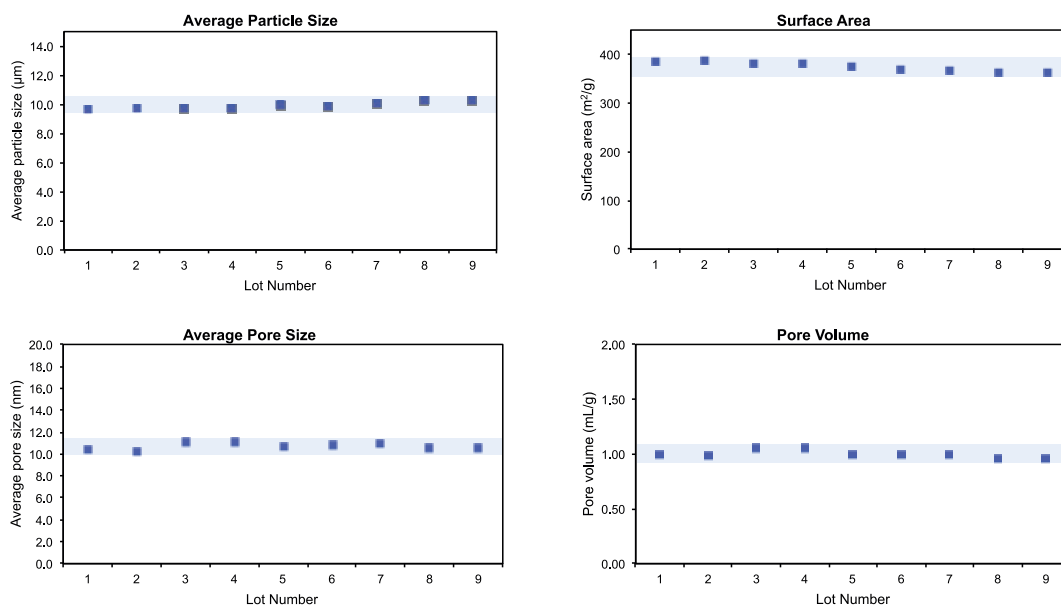 Average Particle Size
Average particle size (µm)
14.0
12.0
10.0
8.0
6.0
4.0
2.0
0.0
1 2 3 4 5 6 7 8 9
Lot Number
Surface Area
Surface area (m²/g)
400
300
200
100
0
1 2 3 4 5 6 7 8 9
Lot Number
Average Pore Size
Average pore size (nm)
20.0
18.0
16.0
14.0
12.0
10.0
8.0
6.0
4.0
2.0
0.0
1 2 3 4 5 6 7 8 9
Lot Number
Pore Volume
Pore volume (mL/g)
2.00
1.50
1.00
0.50
0.00
1 2 3 4 5 6 7 8 9
Lot Number